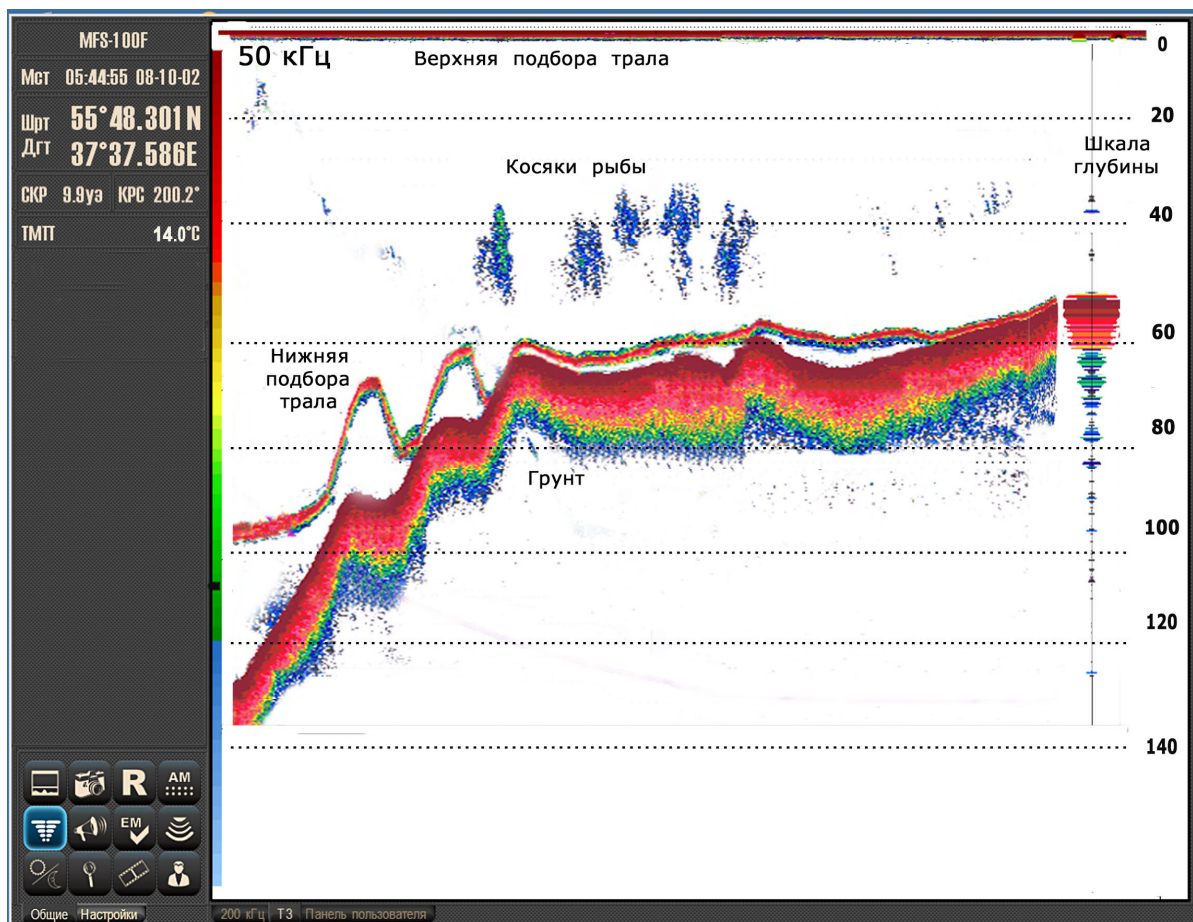 MFS-100F
Мст 05:44:55 08-10-02
Шрт 55°48.301N
Дгт 37°37.586E
СКР 9.9уз КРС 200.2°
ТМП 14.0°C
50 кГц
Верхняя подбора трала
Косяки рыбы
Шкала
глубины
Нижняя
подбора
трала
Грунт
0
20
40
60
80
100
120
140
R
AM
EM
Общие Настройки
200 кГц ТЗ Панель пользователя